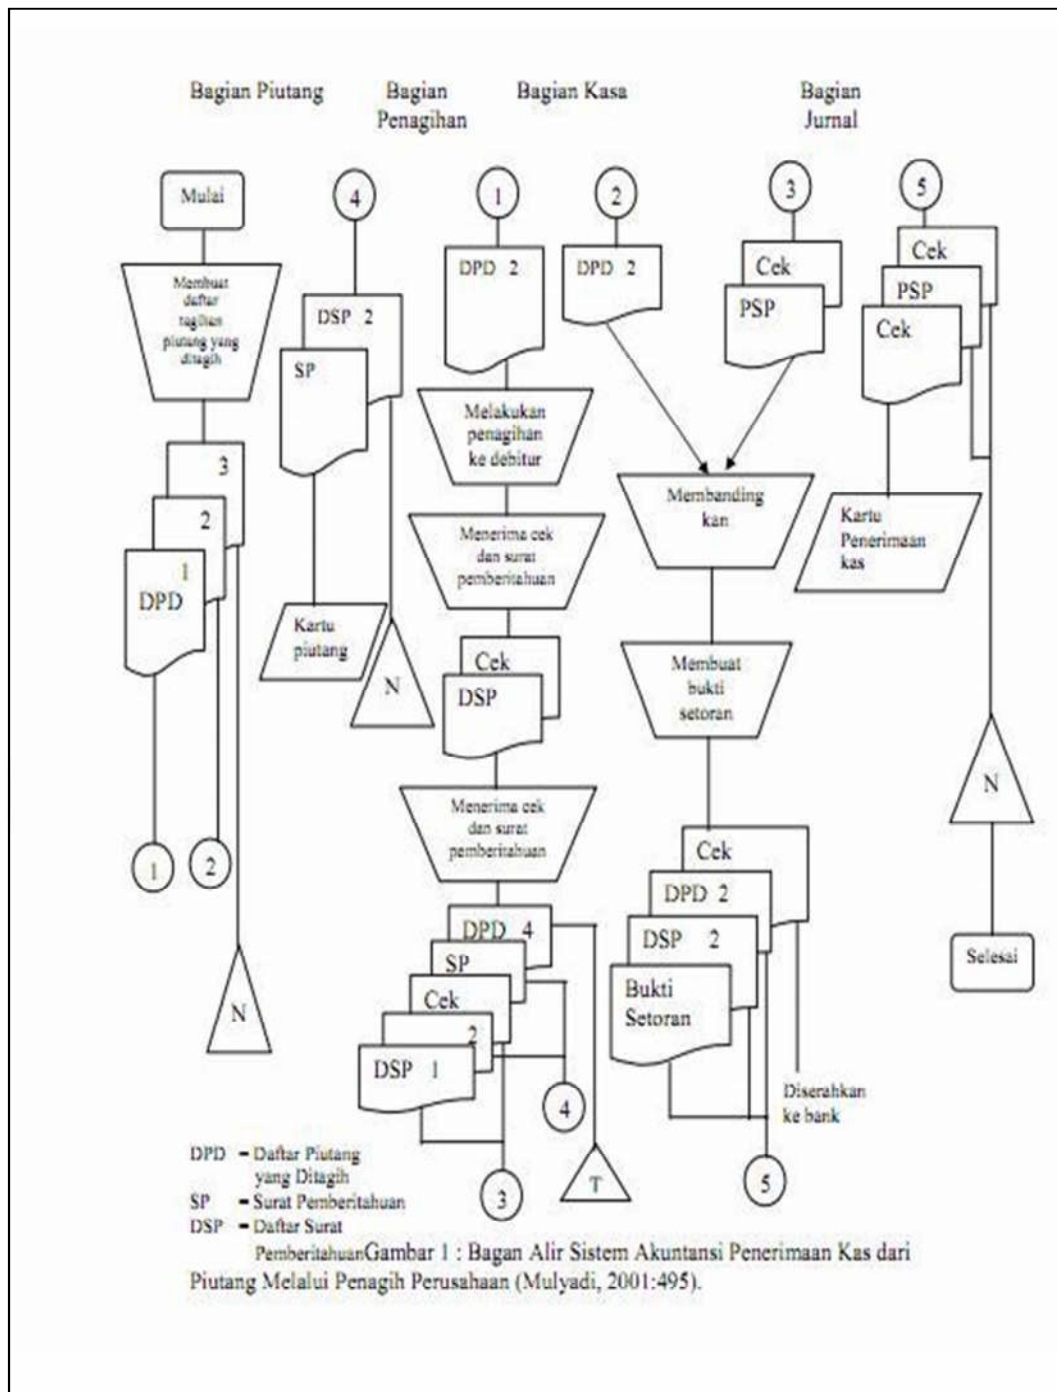 Bagian Piutang
Bagian
Penagihan
Bagian Kasa
Bagian
Jurnal
Mulai
Membuat
daftar
tagihan
piutang yang
ditagih
3
2
1
DPD
1
2
N
4
DSP 2
SP
Kartu
piutang
N
1
DPD 2
Melakukan
penagihan
ke debitur
Menerima cek
dan surat
pemberitahuan
Cek
DSP
Menerima cek
dan surat
pemberitahuan
DPD 4
SP
Cek
2
DSP 1
4
3
T
2
DPD 2
3
Cek
PSP
Membanding
kan
Membuat
bukti
setoran
Cek
DPD 2
DSP 2
Bukti
Setoran
Diserahkan
ke bank
5
5
Cek
PSP
Cek
Kartu
Penerimaan
kas
N
Selesai
DPD = Daftar Piutang
yang Ditagih
SP = Surat Pemberitahuan
DSP = Daftar Surat
PemberitahuanGambar 1 : Bagan Alir Sistem Akuntansi Penerimaan Kas dari
Piutang Melalui Penagih Perusahaan (Mulyadi, 2001:495).